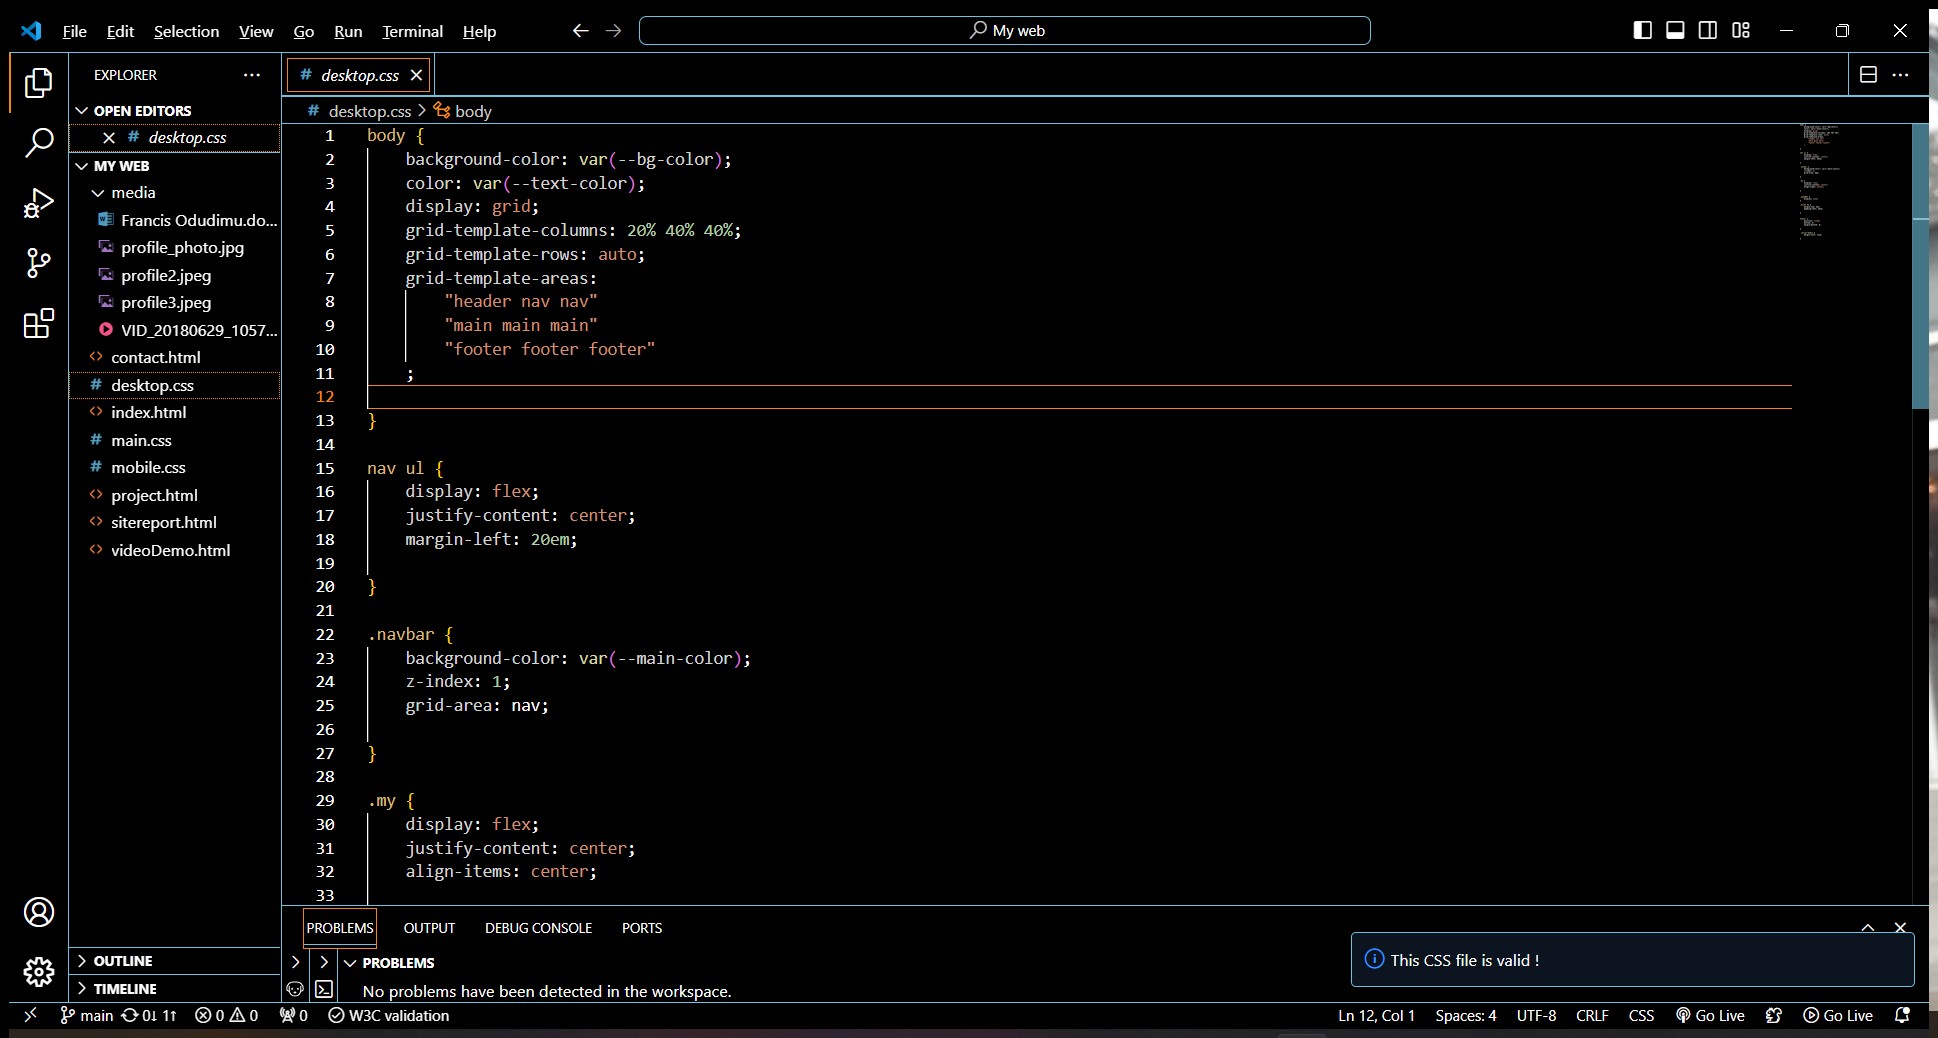 File Edit Selection View Go Run Terminal Help
My web
EXPLORER
OPEN EDITORS
# desktop.css
MY WEB
media
Francis Odudimu.do...
profile_photo.jpg
profile2.jpeg
profile3.jpeg
VID_20180629_1057...
<> contact.html
# desktop.css
<> index.html
# main.css
# mobile.css
<> project.html
<> sitereport.html
<> videoDemo.html
OUTLINE
TIMELINE
# desktop.css
# desktop.css > body
1 body {
2 background-color: var(--bg-color);
3 color: var(--text-color);
4 display: grid;
5 grid-template-columns: 20% 40% 40%;
6 grid-template-rows: auto;
7 grid-template-areas:
8 "header nav nav"
9 "main main main"
10 "footer footer footer"
11 ;
12
13 }
14
15 nav ul {
16 display: flex;
17 justify-content: center;
18 margin-left: 20em;
19
20 }
21
22 .navbar {
23 background-color: var(--main-color);
24 z-index: 1;
25 grid-area: nav;
26
27 }
28
29 .my {
30 display: flex;
31 justify-content: center;
32 align-items: center;
33
PROBLEMS OUTPUT DEBUG CONSOLE PORTS
PROBLEMS
No problems have been detected in the workspace.
This CSS file is valid !
main 0↓ 1↑ 0 0 0 W3C validation Ln 12, Col 1 Spaces: 4 UTF-8 CRLF CSS Go Live Go Live